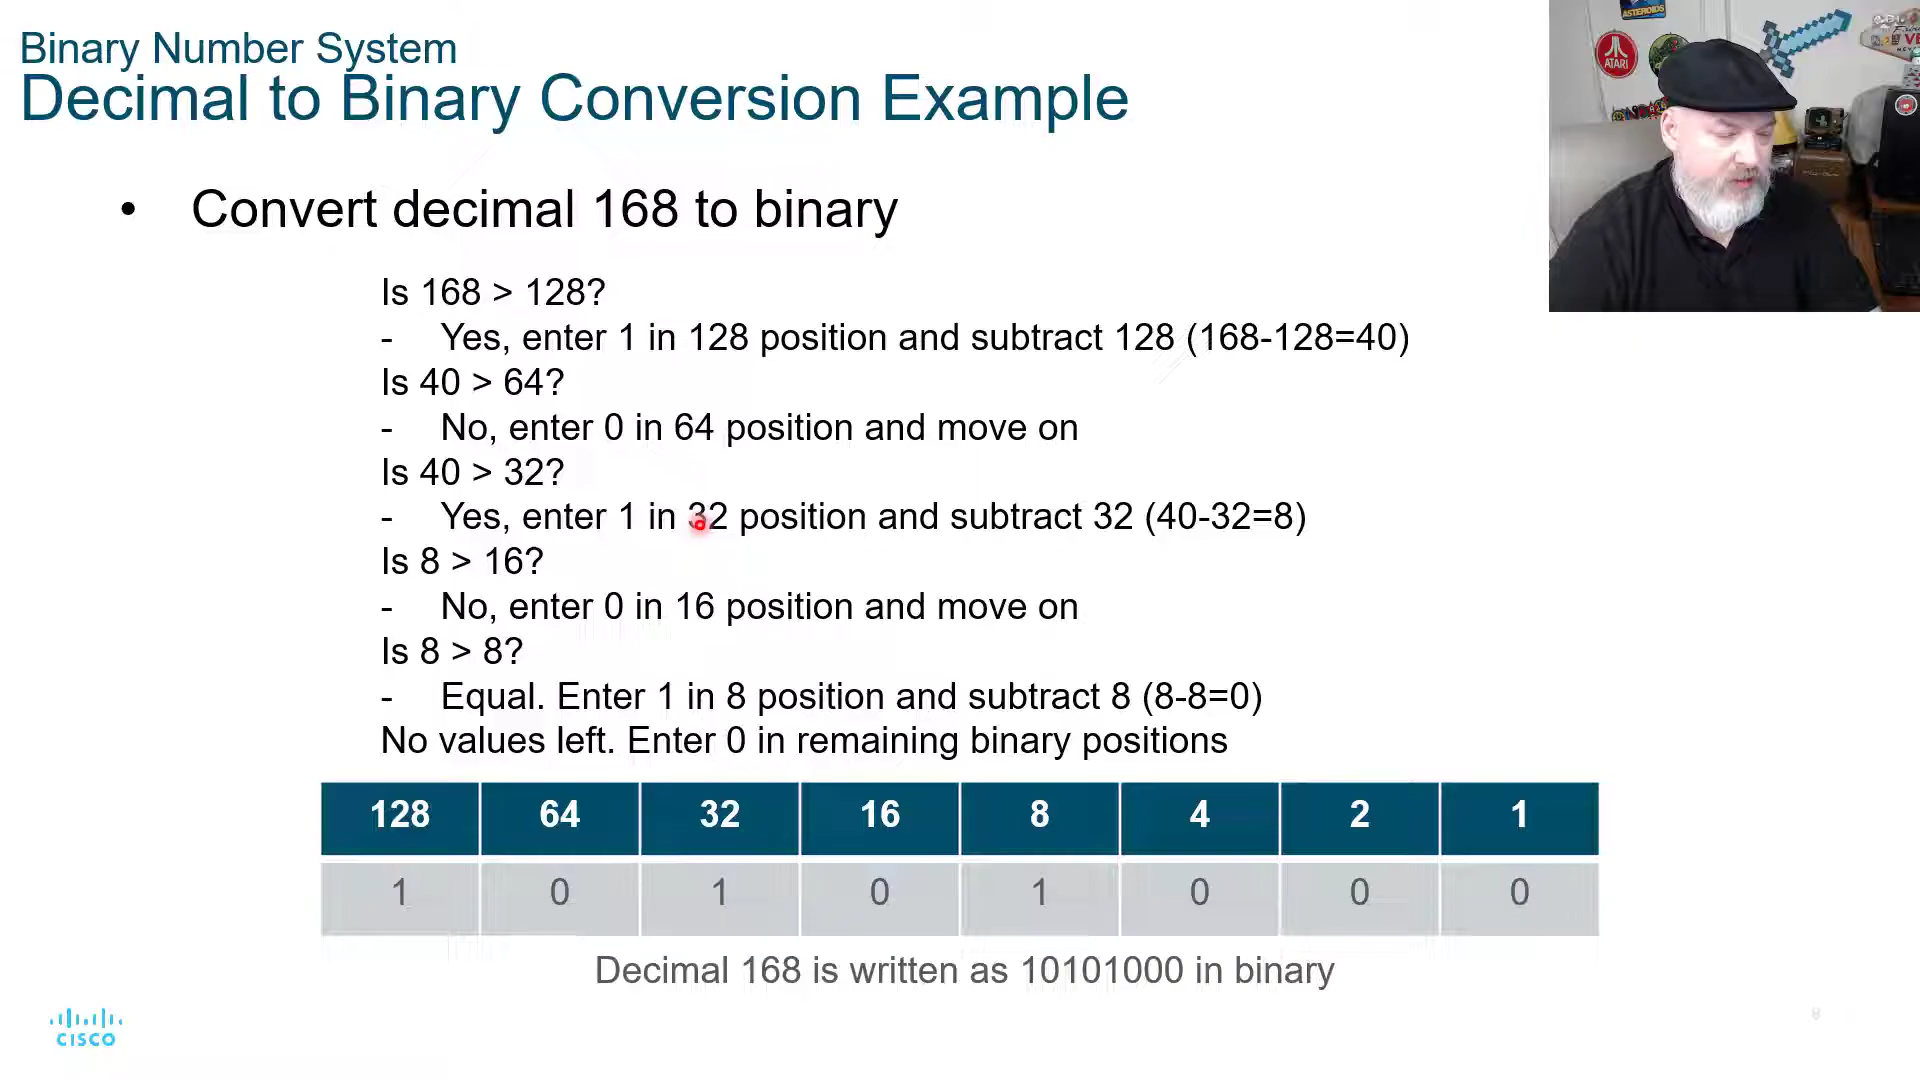 Binary Number System
Decimal to Binary Conversion Example
• Convert decimal 168 to binary
Is 168 > 128?
- Yes, enter 1 in 128 position and subtract 128 (168-128=40)
Is 40 > 64?
- No, enter 0 in 64 position and move on
Is 40 > 32?
- Yes, enter 1 in 32 position and subtract 32 (40-32=8)
Is 8 > 16?
- No, enter 0 in 16 position and move on
Is 8 > 8?
- Equal. Enter 1 in 8 position and subtract 8 (8-8=0)
No values left. Enter 0 in remaining binary positions
128 64 32 16 8 4 2 1
1 0 1 0 1 0 0 0
Decimal 168 is written as 10101000 in binary
CISCO
8
ASTEROIDS
ATARI